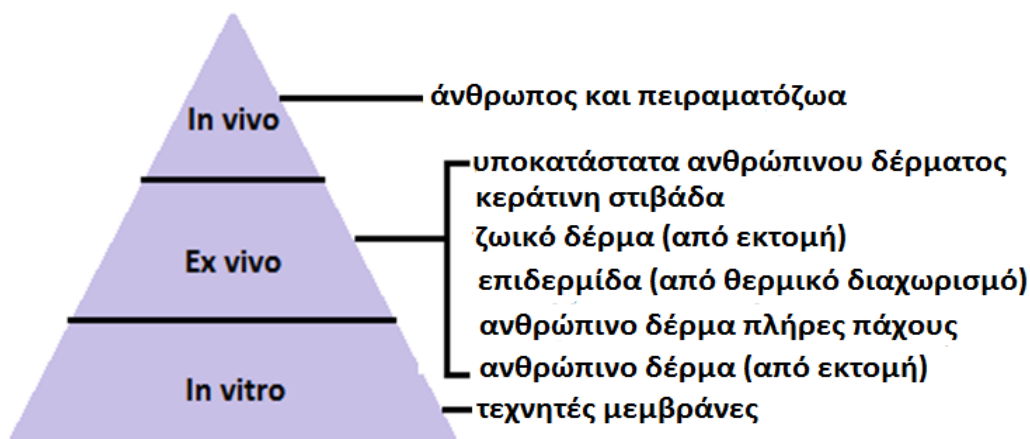 In vivo
άνθρωπος και πειραματόζωα
Ex vivo
υποκατάστατα ανθρώπινου δέρματος
κεράτινη στιβάδα
ζωικό δέρμα (από εκτομή)
επιδερμίδα (από θερμικό διαχωρισμό)
ανθρώπινο δέρμα πλήρες πάχους
ανθρώπινο δέρμα (από εκτομή)
In vitro
τεχνητές μεμβράνες